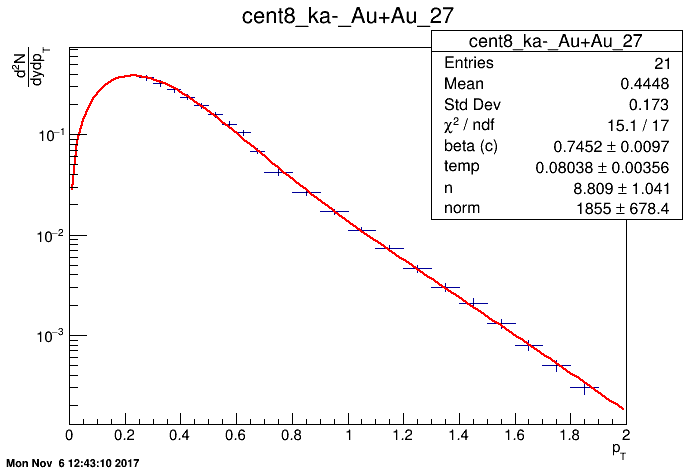 cent8_ka-_Au+Au_27
cent8_ka-_Au+Au_27
Entries 21
Mean 0.4448
Std Dev 0.173
χ² / ndf 15.1 / 17
beta (c) 0.7452 ± 0.0097
temp 0.08038 ± 0.00356
n 8.809 ± 1.041
norm 1855 ± 678.4
d²N
dydp_T
10⁻¹
10⁻²
10⁻³
0 0.2 0.4 0.6 0.8 1 1.2 1.4 1.6 1.8 2
p_T
Mon Nov 6 12:43:10 2017